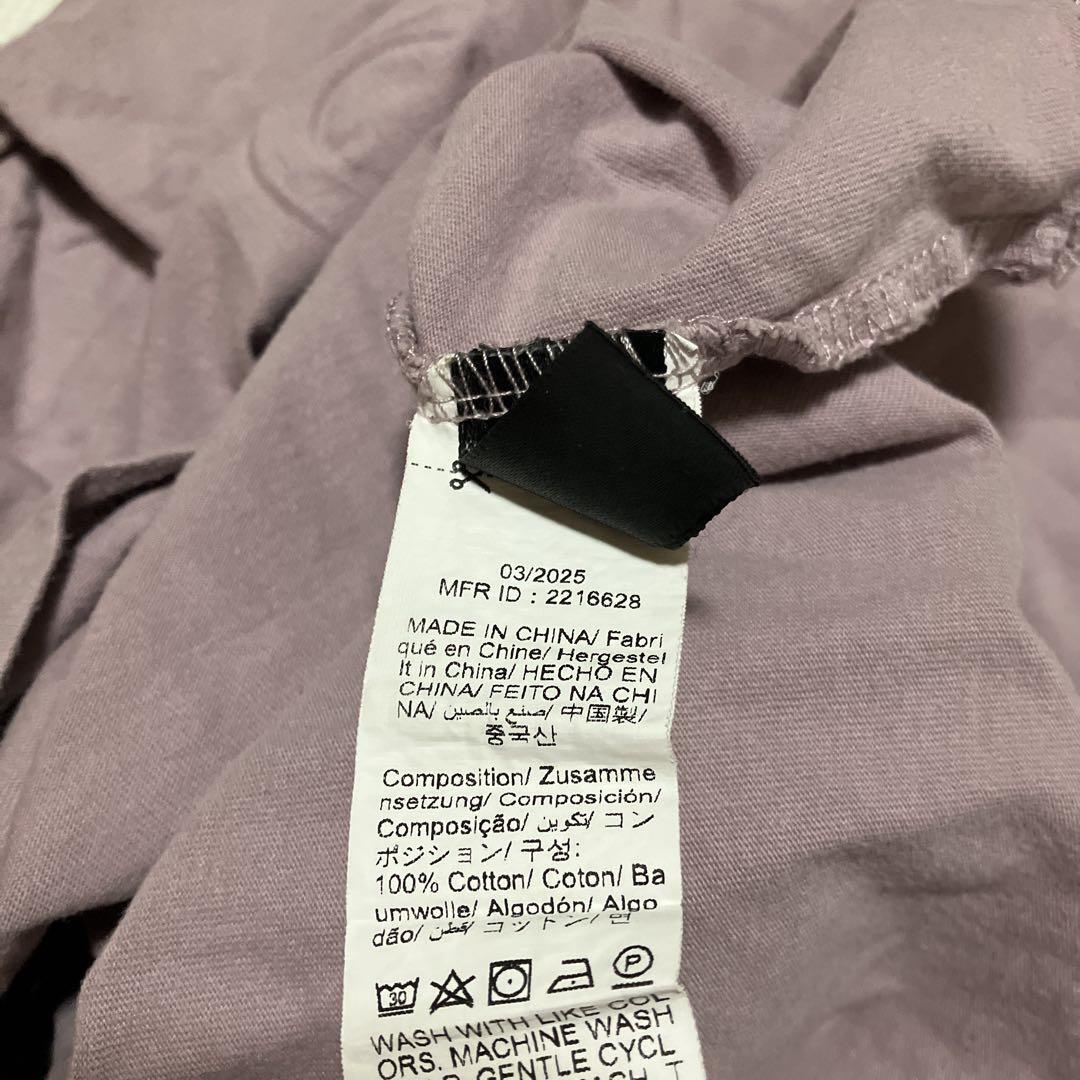 03/2025
MFR ID : 2216628
MADE IN CHINA/ Fabri
qué en Chine/ Hergestel
lt in China/ HECHO EN
CHINA/ FEITO NA CHI
NA/ صنع بالصين/ 中国製/
중국산
Composition/ Zusamme
nsetzung/ Composición/
Composição/ تكوين/ コン
ポジション/ 구성:
100% Cotton/ Coton/ Ba
umwolle/ Algodón/ Algo
dão/ قطن/ コットン/ 면
30 P
WASH WITH LIKE COL
ORS. MACHINE WASH
GENTLE CYCL